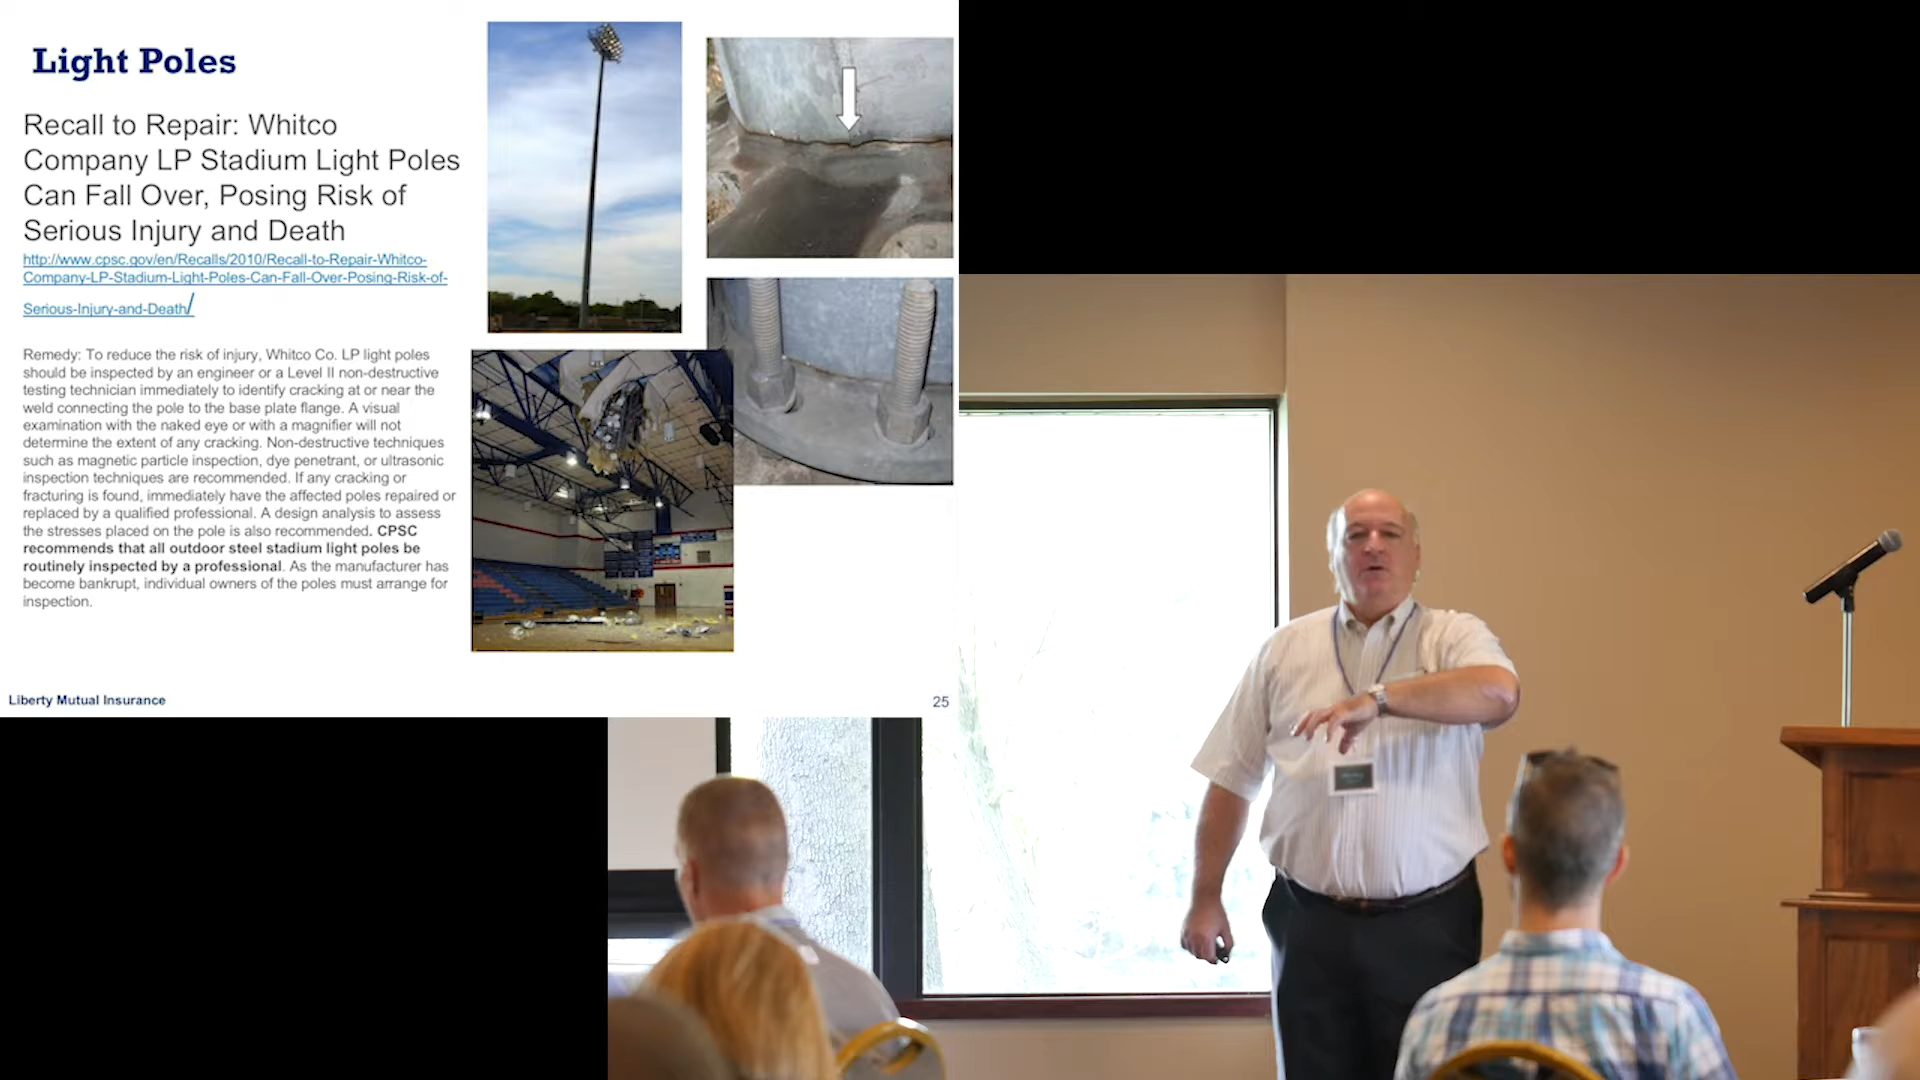 Light Poles
Recall to Repair: Whitco
Company LP Stadium Light Poles
Can Fall Over, Posing Risk of
Serious Injury and Death
http://www.cpsc.gov/en/Recalls/2010/Recall-to-Repair-Whitco-
Company-LP-Stadium-Light-Poles-Can-Fall-Over-Posing-Risk-of-
Serious-Injury-and-Death/
Remedy: To reduce the risk of injury, Whitco Co. LP light poles
should be inspected by an engineer or a Level II non-destructive
testing technician immediately to identify cracking at or near the
weld connecting the pole to the base plate flange. A visual
examination with the naked eye or with a magnifier will not
determine the extent of any cracking. Non-destructive techniques
such as magnetic particle inspection, dye penetrant, or ultrasonic
inspection techniques are recommended. If any cracking or
fracturing is found, immediately have the affected poles repaired or
replaced by a qualified professional. A design analysis to assess
the stresses placed on the pole is also recommended. CPSC
recommends that all outdoor steel stadium light poles be
routinely inspected by a professional. As the manufacturer has
become bankrupt, individual owners of the poles must arrange for
inspection.
Liberty Mutual Insurance
25